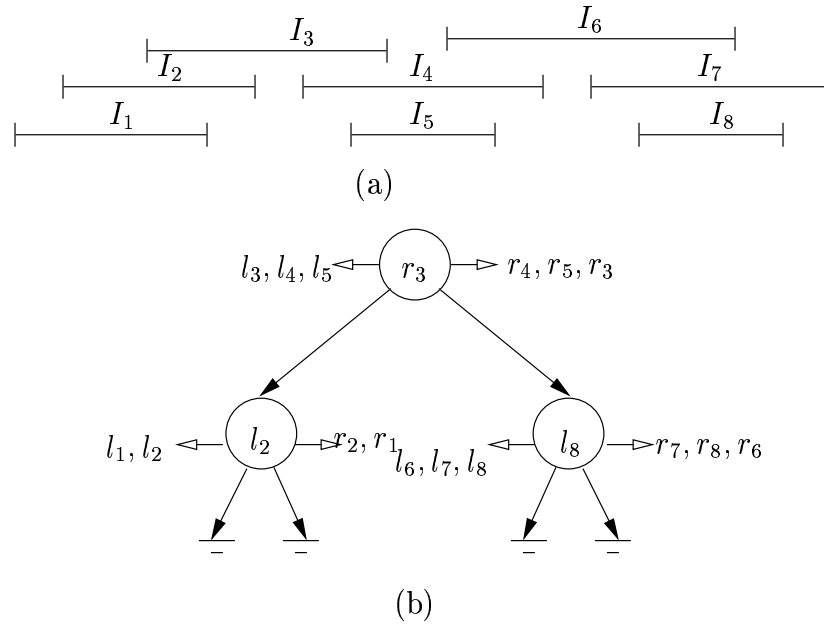 I₆
I₃
I₂ I₄ I₇
I₁ I₅ I₈
(a)
l₃, l₄, l₅ r₃ r₄, r₅, r₃
l₁, l₂ l₂ r₂, r₁ l₆, l₇, l₈ l₈ r₇, r₈, r₆
(b)